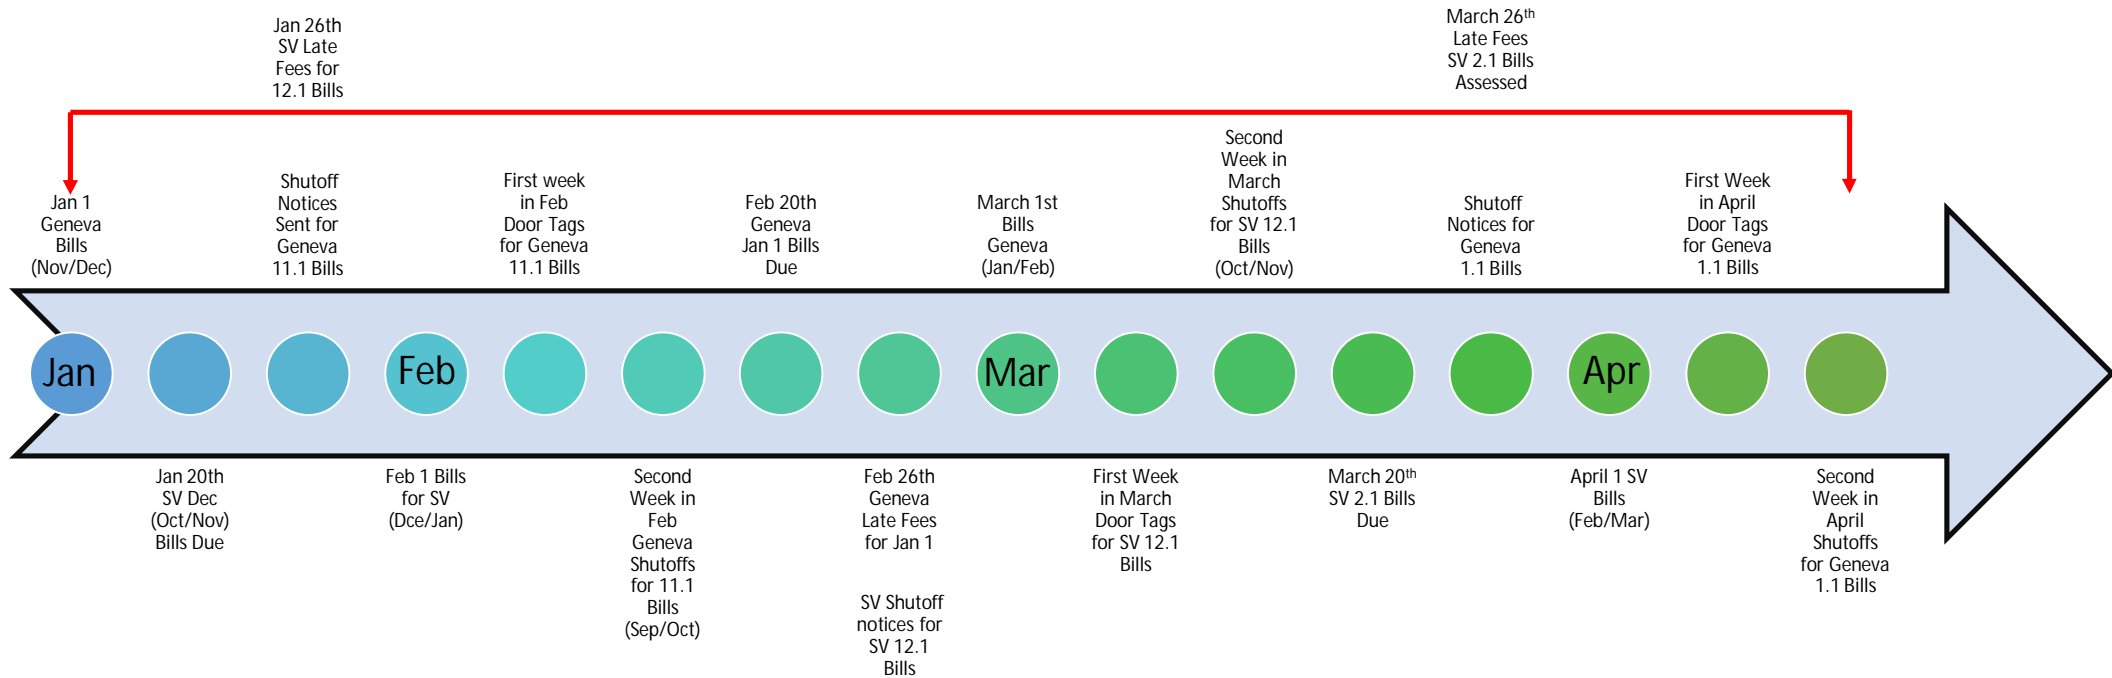 Jan 26th
SV Late
Fees for
12.1 Bills
March 26th
Late Fees
SV 2.1 Bills
Assessed
Jan 1
Geneva
Bills
(Nov/Dec)
Shutoff
Notices
Sent for
Geneva
11.1 Bills
First week
in Feb
Door Tags
for Geneva
11.1 Bills
Feb 20th
Geneva
Jan 1 Bills
Due
March 1st
Bills
Geneva
(Jan/Feb)
Second
Week in
March
Shutoffs
for SV 12.1
Bills
(Oct/Nov)
Shutoff
Notices for
Geneva
1.1 Bills
First Week
in April
Door Tags
for Geneva
1.1 Bills
Jan
Feb
Mar
Apr
Jan 20th
SV Dec
(Oct/Nov)
Bills Due
Feb 1 Bills
for SV
(Dce/Jan)
Second
Week in
Feb
Geneva
Shutoffs
for 11.1
Bills
(Sep/Oct)
Feb 26th
Geneva
Late Fees
for Jan 1
SV Shutoff
notices for
SV 12.1
Bills
First Week
in March
Door Tags
for SV 12.1
Bills
March 20th
SV 2.1 Bills
Due
April 1 SV
Bills
(Feb/Mar)
Second
Week in
April
Shutoffs
for Geneva
1.1 Bills